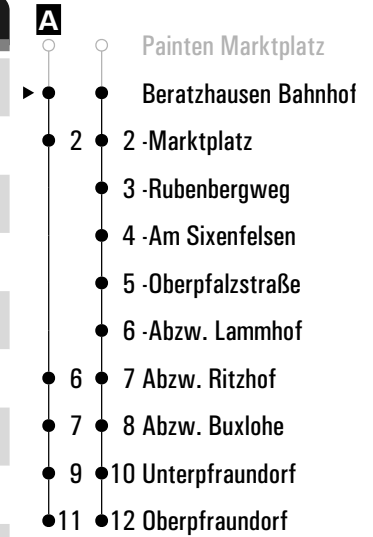 A
Painten Marktplatz
Beratzhausen Bahnhof
2 2 -Marktplatz
3 -Rubenbergweg
4 -Am Sixenfelsen
5 -Oberpfalzstraße
6 -Abzw. Lammhof
6 7 Abzw. Ritzhof
7 8 Abzw. Buxlohe
9 10 Unterpfraundorf
11 12 Oberpfraundorf